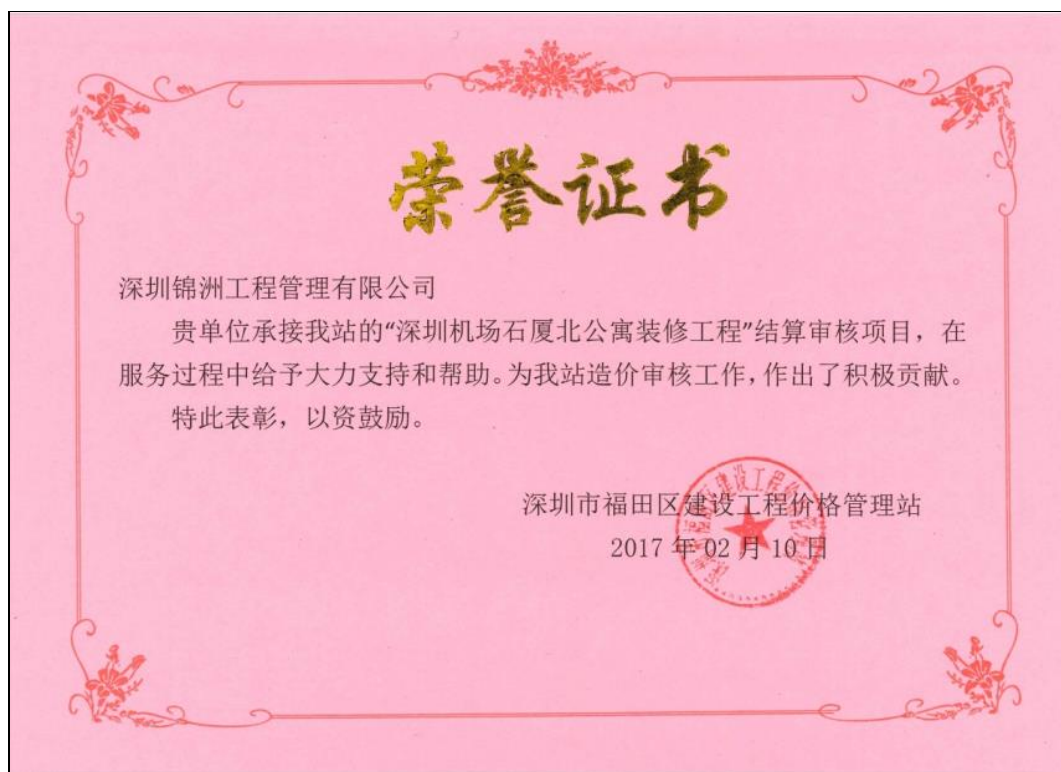 荣誉证书
深圳锦洲工程管理有限公司
贵单位承接我站的“深圳机场石厦北公寓装修工程”结算审核项目，在
服务过程中给予大力支持和帮助。为我站造价审核工作，作出了积极贡献。
特此表彰，以资鼓励。
深圳市福田区建设工程价格管理站
2017 年 02 月 10 日